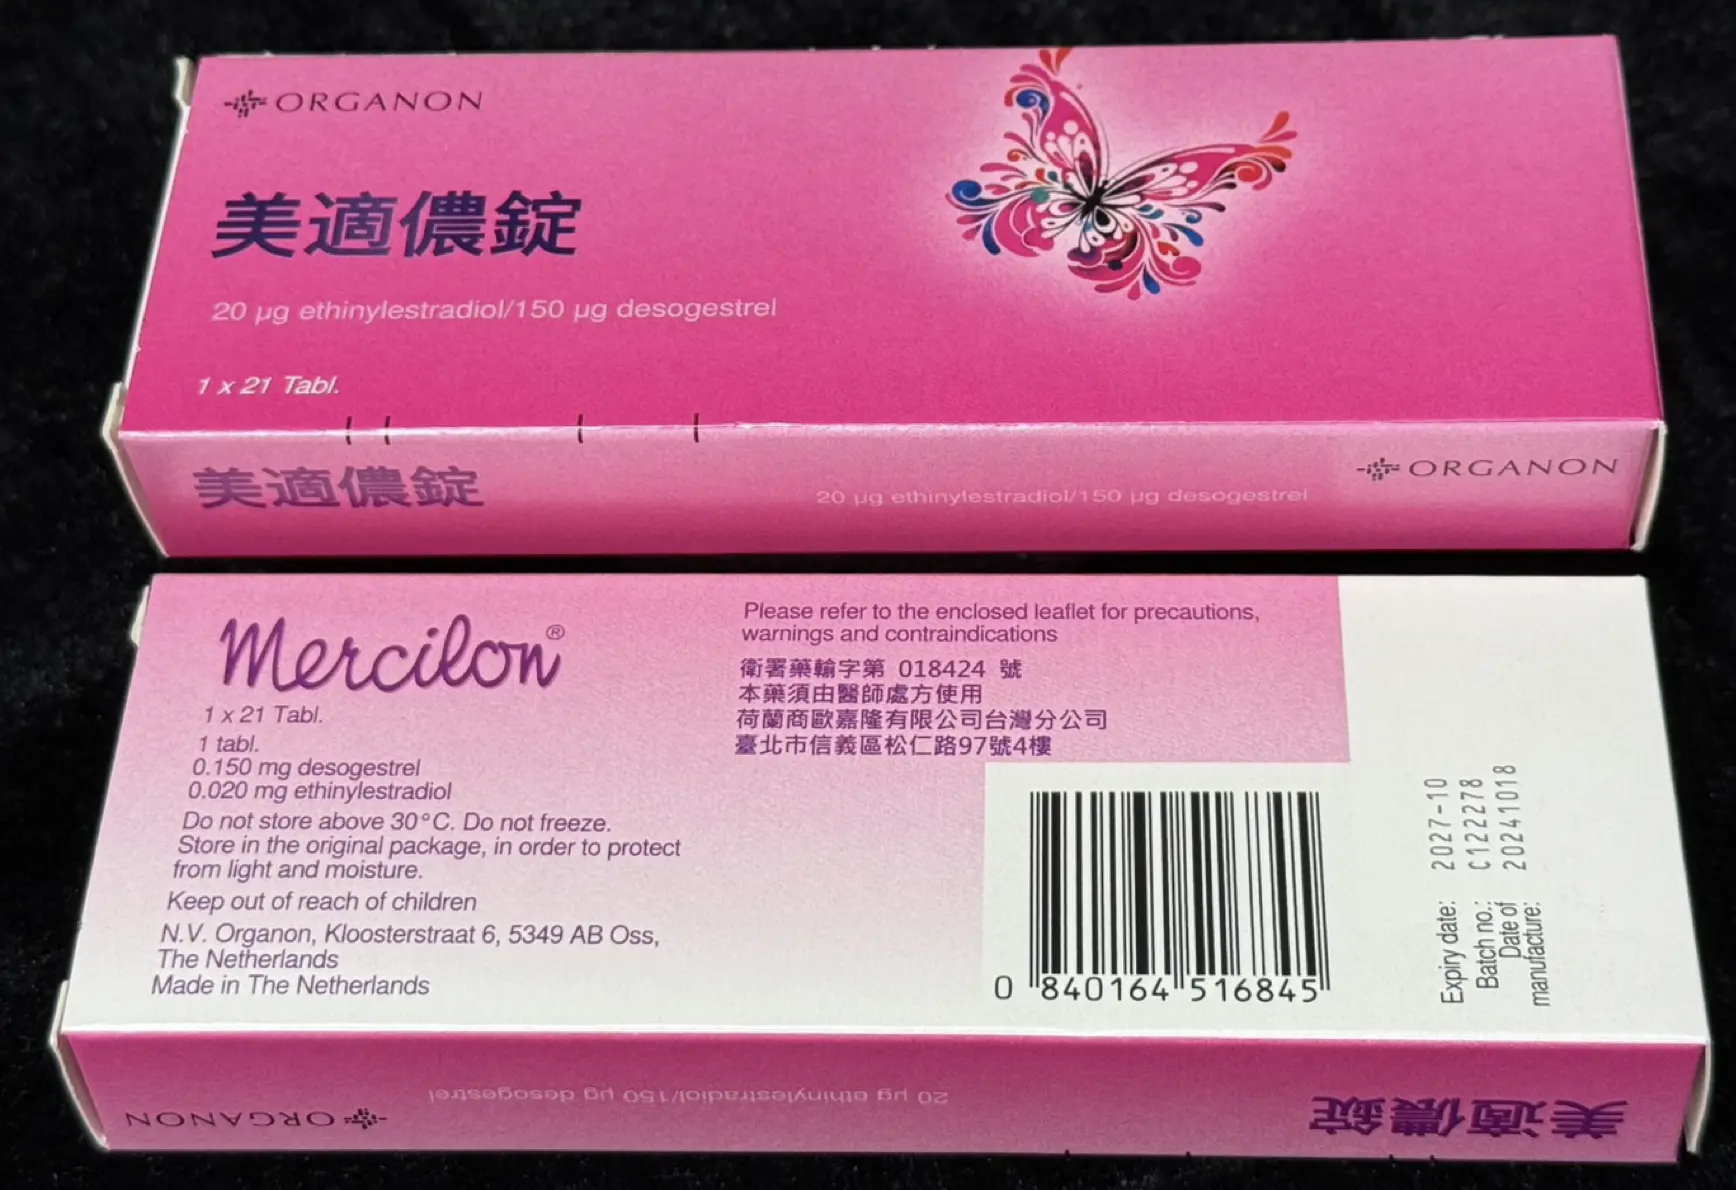 ORGANON
美適儂錠
20 µg ethinylestradiol/150 µg desogestrel
1 x 21 Tabl.
美適儂錠
20 µg ethinylestradiol/150 µg desogestrel
ORGANON
Mercilon®
1 x 21 Tabl.
1 tabl.
0.150 mg desogestrel
0.020 mg ethinylestradiol
Do not store above 30°C. Do not freeze.
Store in the original package, in order to protect
from light and moisture.
Keep out of reach of children
N.V. Organon, Kloosterstraat 6, 5349 AB Oss,
The Netherlands
Made in The Netherlands
Please refer to the enclosed leaflet for precautions,
warnings and contraindications
衛署藥輸字第 018424 號
本藥須由醫師處方使用
荷蘭商歐嘉隆有限公司台灣分公司
臺北市信義區松仁路97號4樓
0 840164 516845
Expiry date: 2027-10
Batch no.: C122278
Date of 20241018
manufacture:
美適儂錠
20 µg ethinylestradiol/150 µg desogestrel
ORGANON